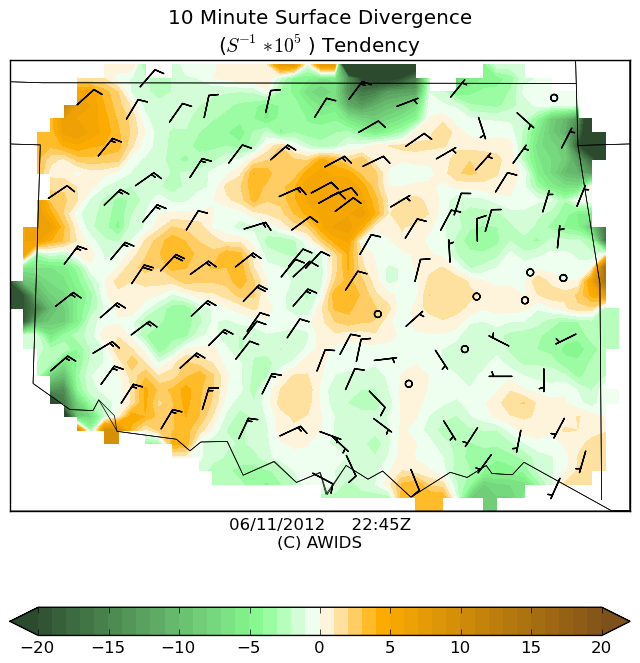 10 Minute Surface Divergence
(S⁻¹ ∗10⁵ ) Tendency
06/11/2012 22:45Z
(C) AWIDS
−20 −15 −10 −5 0 5 10 15 20